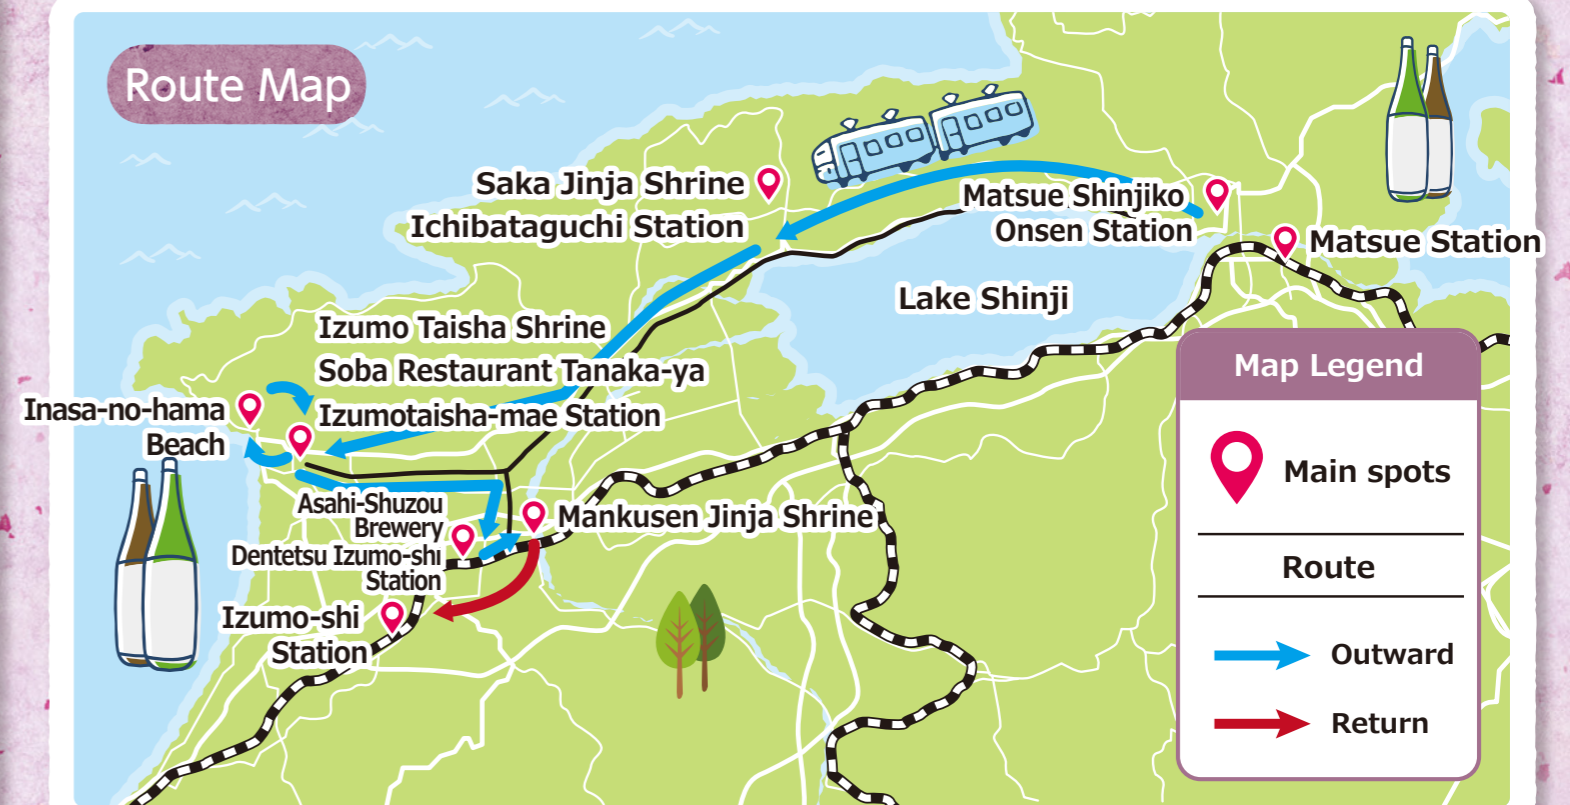 Route Map
Saka Jinja Shrine
Ichibataguchi Station
Matsue Shinjiko
Onsen Station
Matsue Station
Lake Shinji
Izumo Taisha Shrine
Soba Restaurant Tanaka-ya
Izumotaisha-mae Station
Inasa-no-hama
Beach
Asahi-Shuzou
Brewery
Dentetsu Izumo-shi
Station
Mankusen Jinja Shrine
Izumo-shi
Station
Map Legend
Main spots
Route
Outward
Return